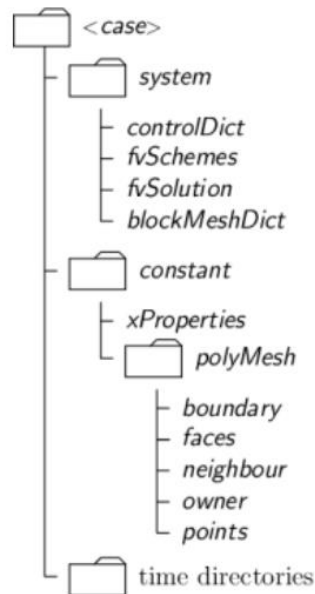 <case>
system
controlDict
fvSchemes
fvSolution
blockMeshDict
constant
xProperties
polyMesh
boundary
faces
neighbour
owner
points
time directories